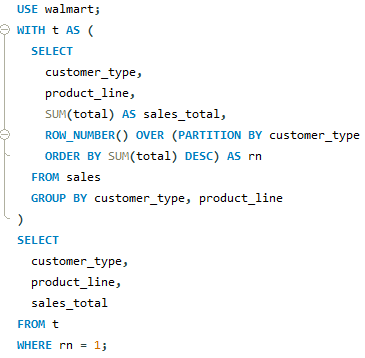 USE walmart;
WITH t AS (
SELECT
customer_type,
product_line,
SUM(total) AS sales_total,
ROW_NUMBER() OVER (PARTITION BY customer_type
ORDER BY SUM(total) DESC) AS rn
FROM sales
GROUP BY customer_type, product_line
)
SELECT
customer_type,
product_line,
sales_total
FROM t
WHERE rn = 1;